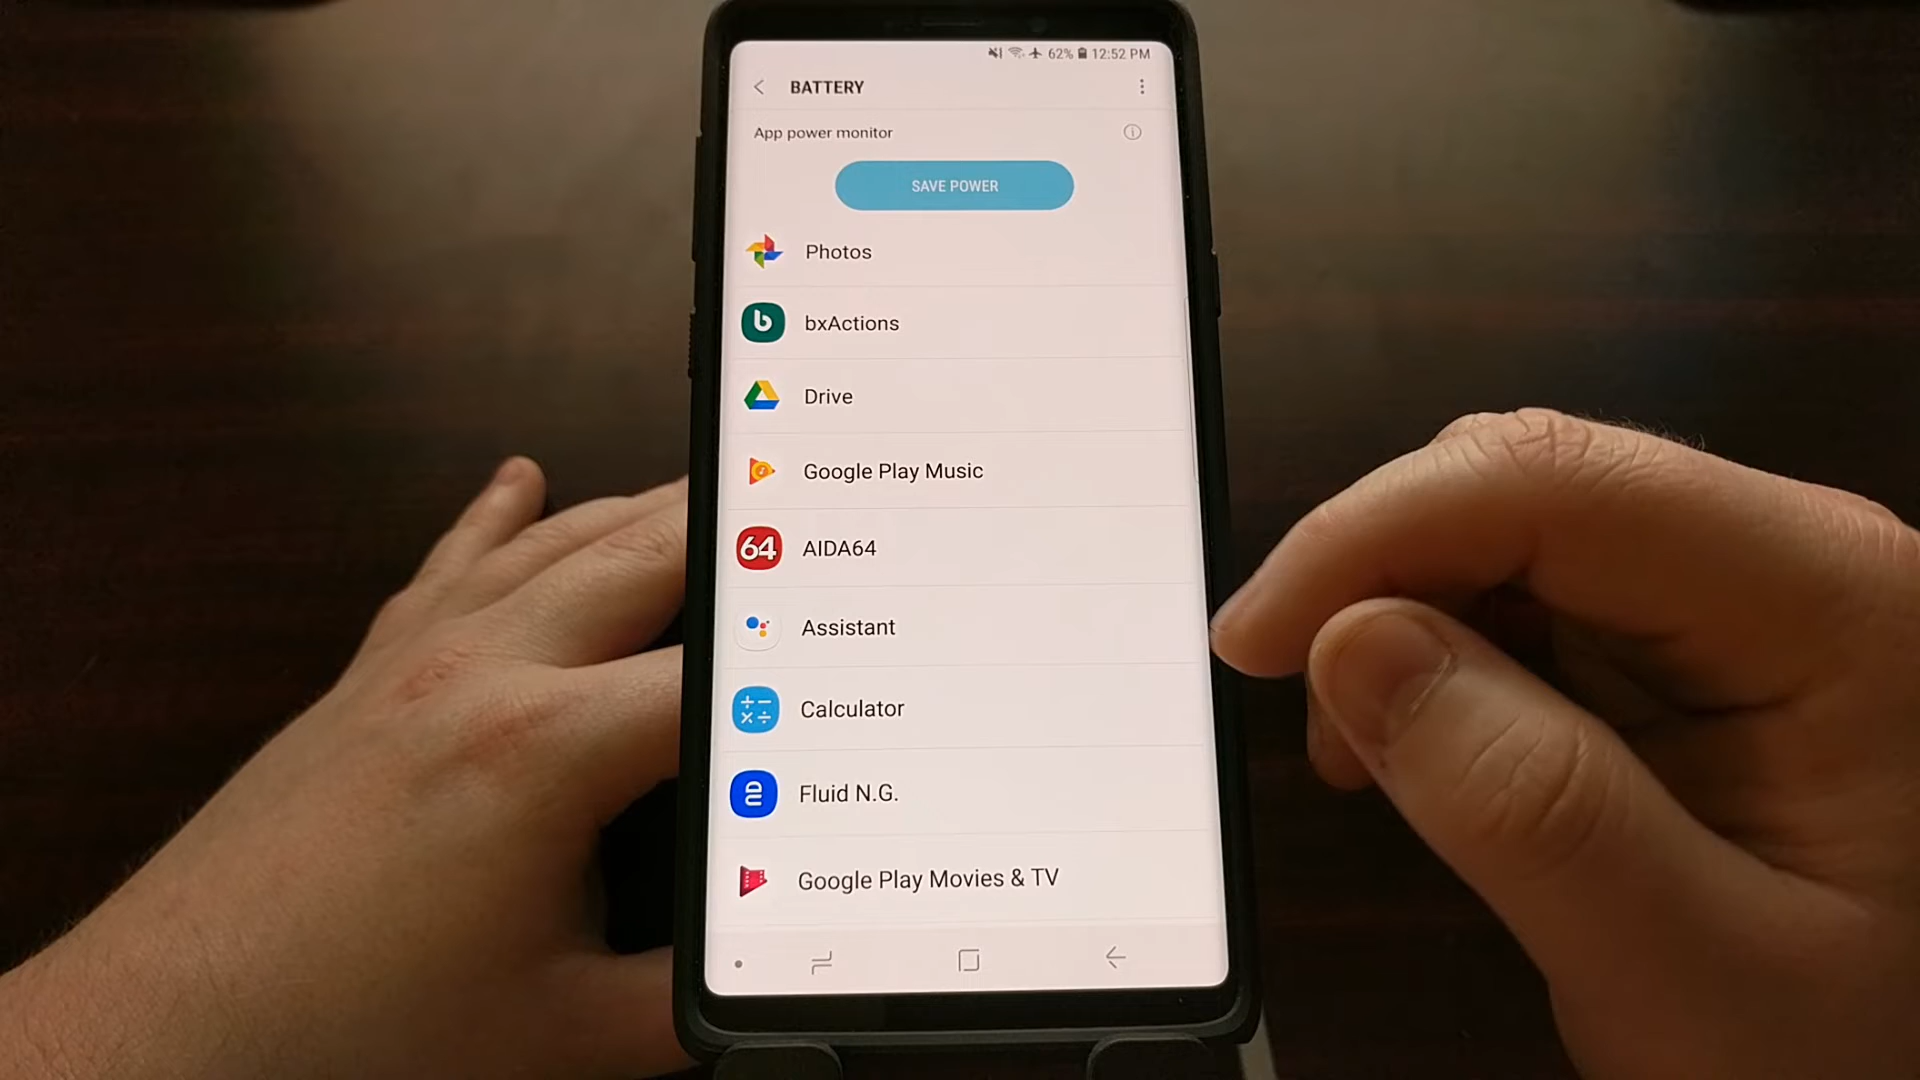 62% 12:52 PM
BATTERY
App power monitor
SAVE POWER
Photos
bxActions
Drive
Google Play Music
64 AIDA64
Assistant
Calculator
Fluid N.G.
Google Play Movies & TV